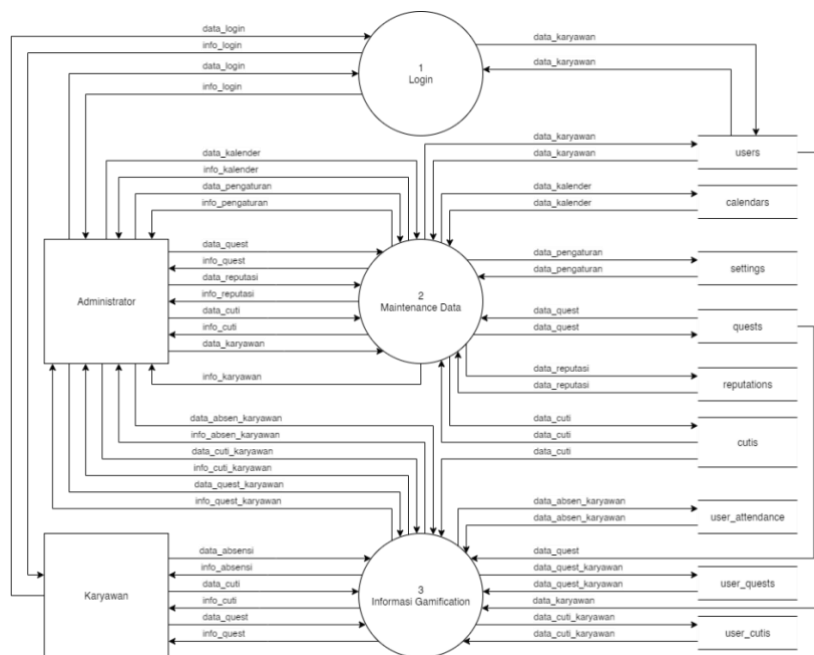 data_login
info_login
data_login
info_login
1
Login
data_karyawan
data_karyawan
data_kalender
info_kalender
data_pengaturan
info_pengaturan
data_karyawan
data_karyawan
users
data_kalender
data_kalender
calendars
Administrator
data_quest
info_quest
data_reputasi
info_reputasi
data_cuti
info_cuti
data_karyawan
info_karyawan
2
Maintenance Data
data_pengaturan
data_pengaturan
settings
data_quest
data_quest
quests
data_reputasi
data_reputasi
reputations
data_cuti
data_cuti
data_cuti
cutis
data_absen_karyawan
info_absen_karyawan
data_cuti_karyawan
info_cuti_karyawan
data_quest_karyawan
info_quest_karyawan
data_absen_karyawan
data_absen_karyawan
user_attendance
Karyawan
data_absensi
info_absensi
data_cuti
info_cuti
data_quest
info_quest
3
Informasi Gamification
data_quest
data_quest_karyawan
data_quest_karyawan
user_quests
data_karyawan
data_cuti_karyawan
data_cuti_karyawan
user_cutis